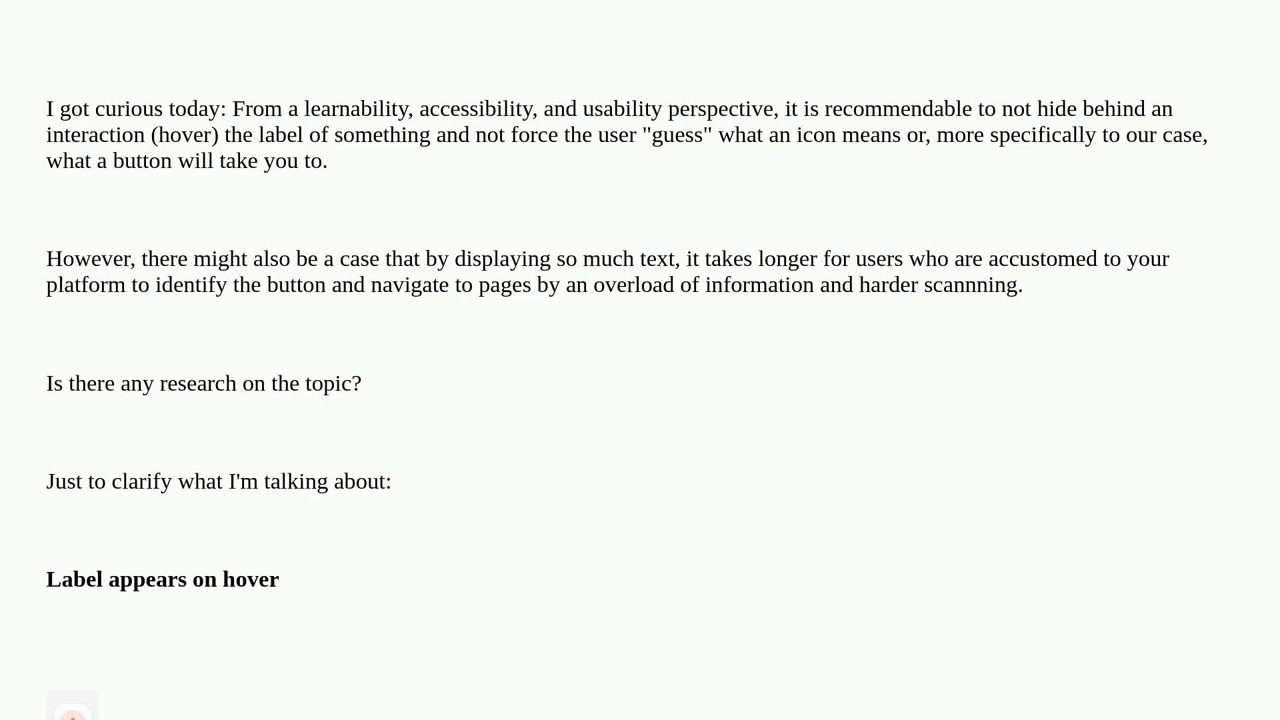 I got curious today: From a learnability, accessibility, and usability perspective, it is recommendable to not hide behind an
interaction (hover) the label of something and not force the user "guess" what an icon means or, more specifically to our case,
what a button will take you to.
However, there might also be a case that by displaying so much text, it takes longer for users who are accustomed to your
platform to identify the button and navigate to pages by an overload of information and harder scannning.
Is there any research on the topic?
Just to clarify what I'm talking about:
Label appears on hover